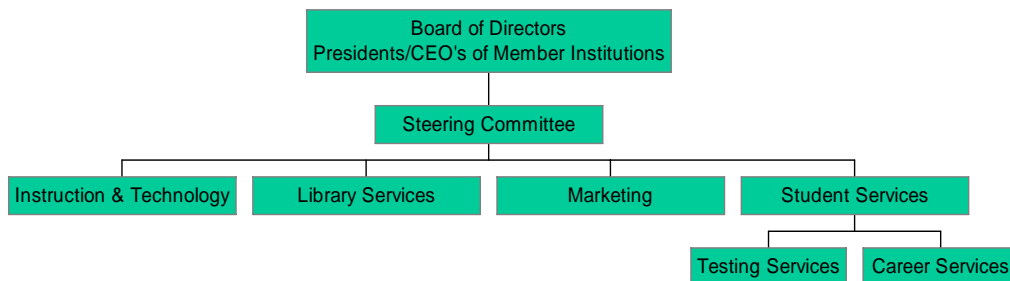 Board of Directors
Presidents/CEO's of Member Institutions
Steering Committee
Instruction & Technology
Library Services
Marketing
Student Services
Testing Services
Career Services